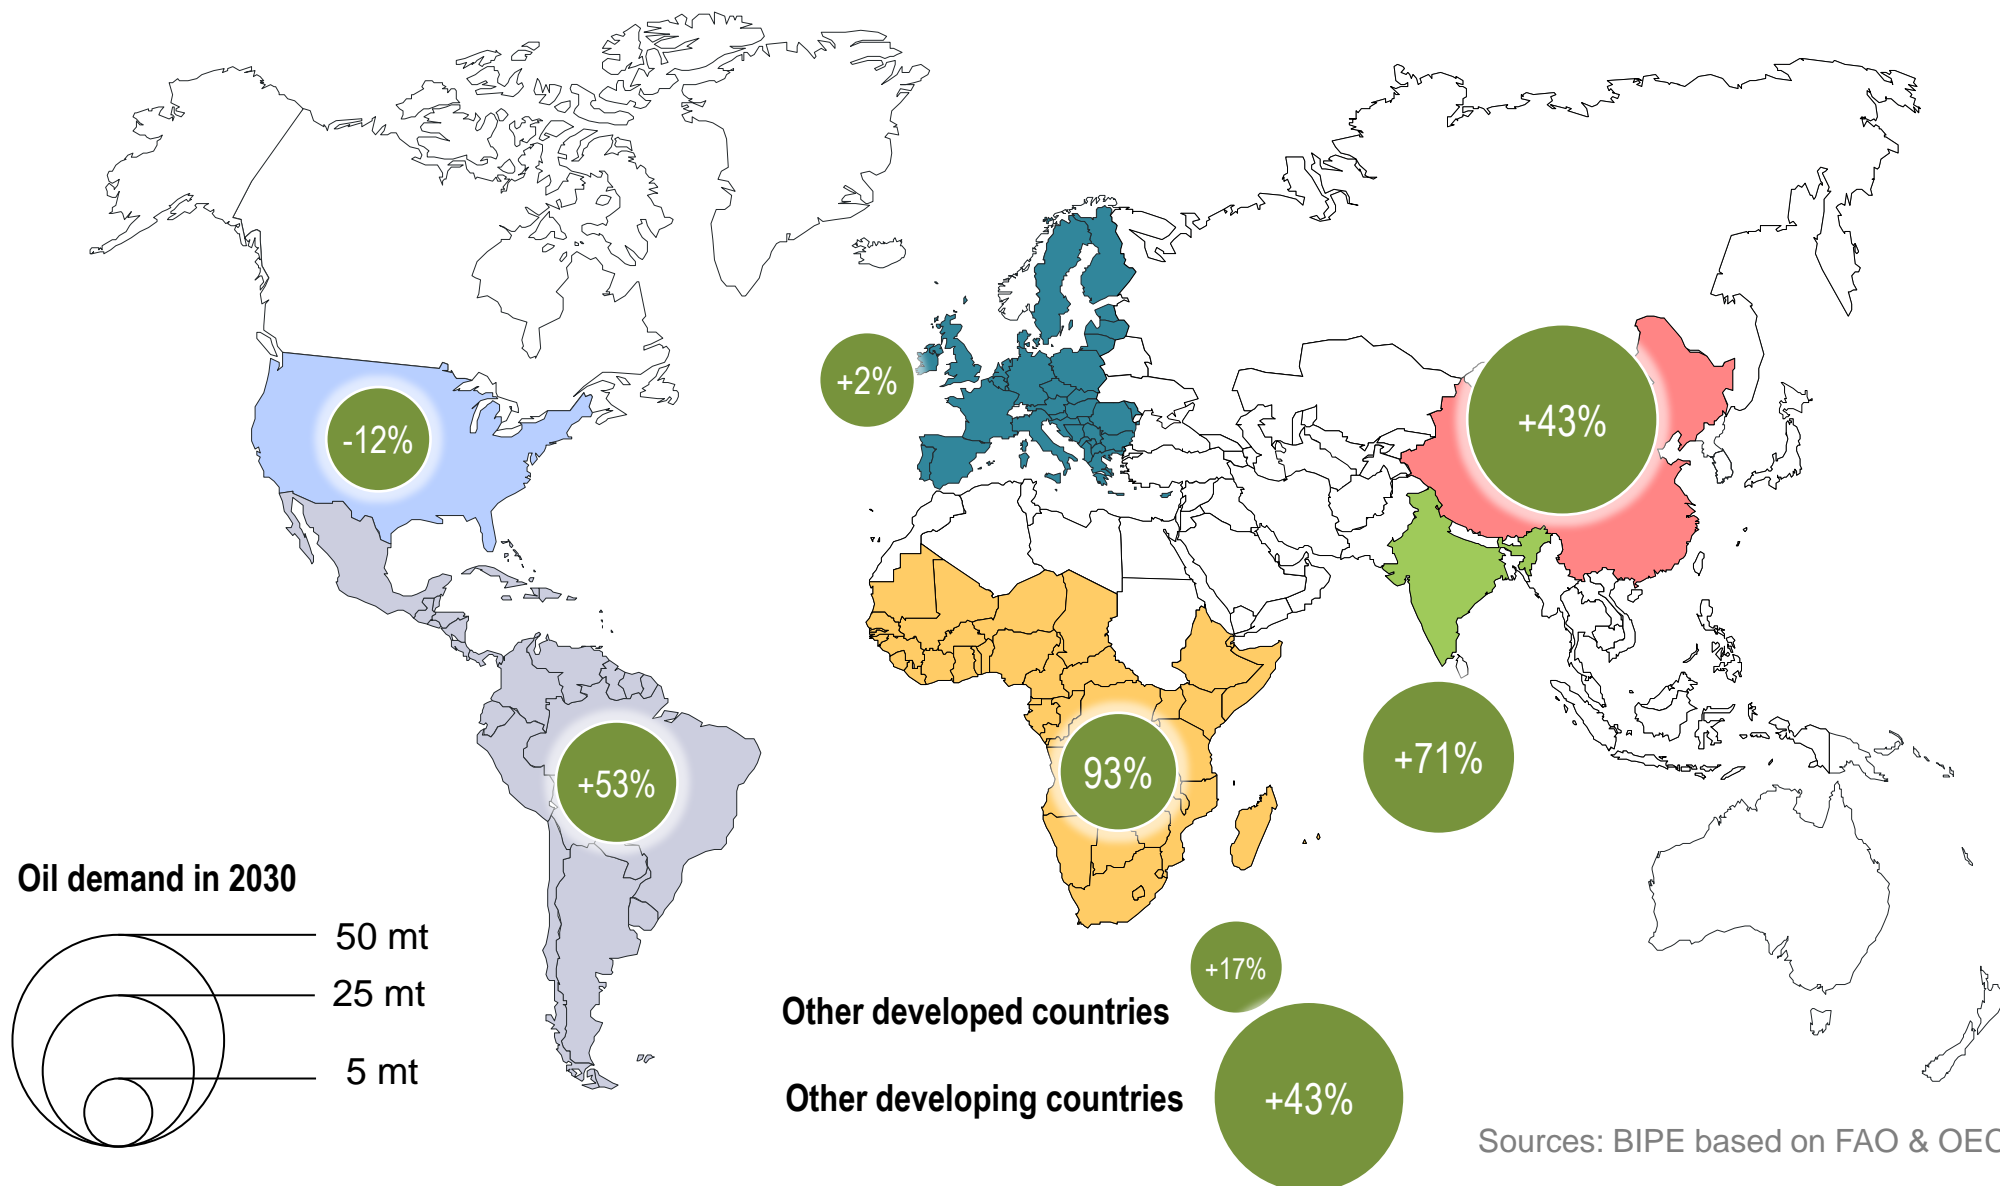 +2%
+43%
-12%
+71%
93%
+53%
Oil demand in 2030
50 mt
25 mt
5 mt
+17%
Other developed countries
+43%
Other developing countries
Sources: BIPE based on FAO & OEC